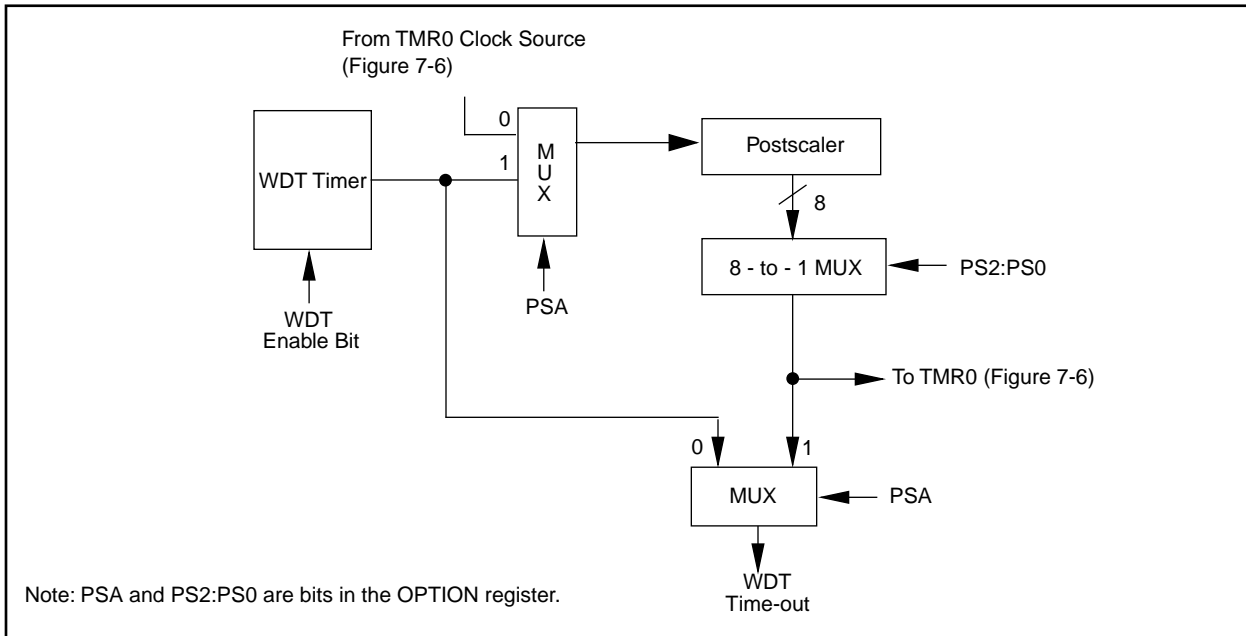 From TMR0 Clock Source
(Figure 7-6)
0
1
M
U
X
WDT Timer
Postscaler
8
8 - to - 1 MUX
PS2:PS0
PSA
WDT
Enable Bit
To TMR0 (Figure 7-6)
0
1
MUX
PSA
WDT
Time-out
Note: PSA and PS2:PS0 are bits in the OPTION register.